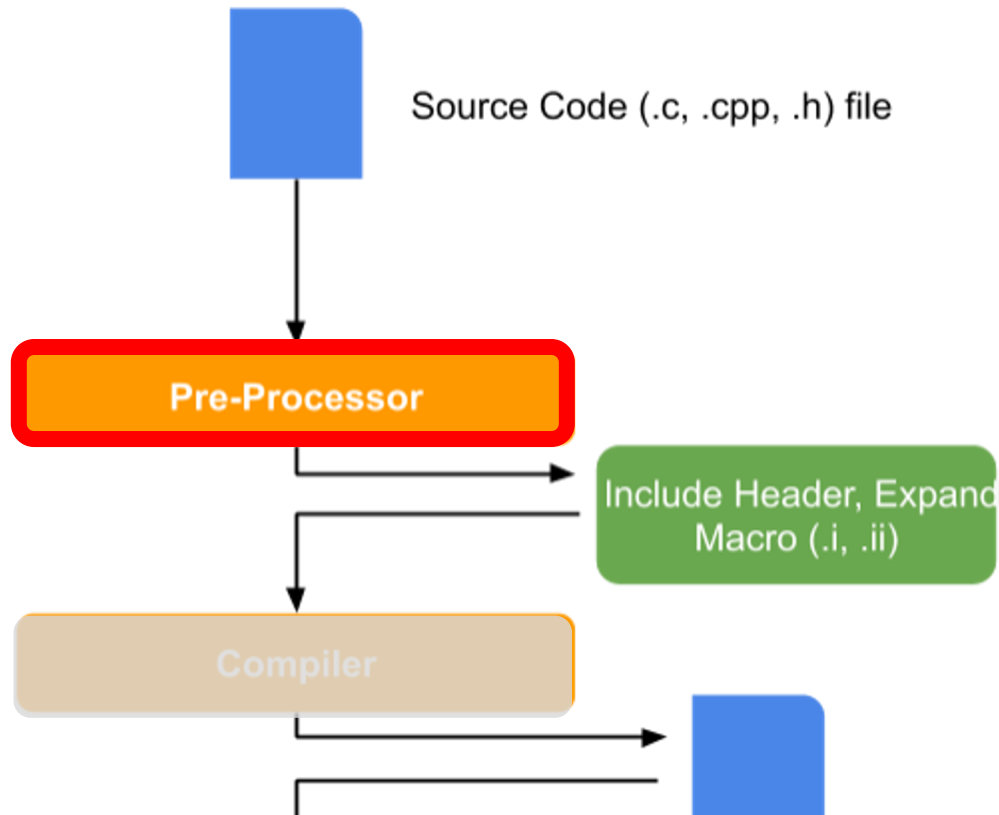 Source Code (.c, .cpp, .h) file
Pre-Processor
Include Header, Expand
Macro (.i, .ii)
Compiler